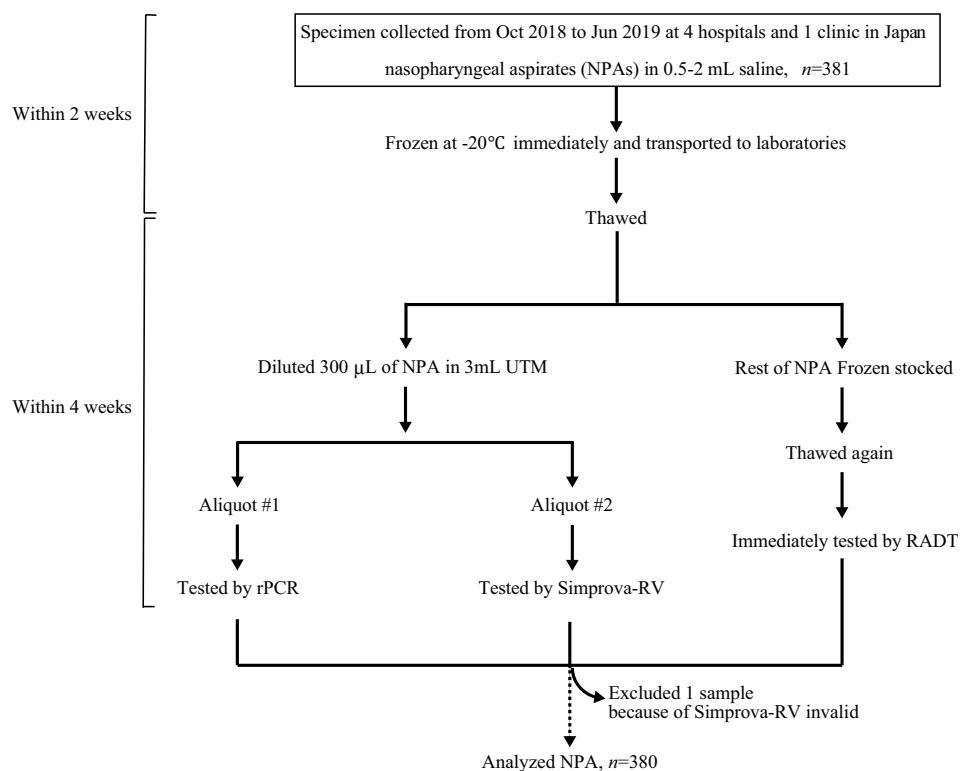 Specimen collected from Oct 2018 to Jun 2019 at 4 hospitals and 1 clinic in Japan
nasopharyngeal aspirates (NPAs) in 0.5-2 mL saline, n=381
Within 2 weeks
Frozen at -20℃ immediately and transported to laboratories
Thawed
Diluted 300 μL of NPA in 3mL UTM
Rest of NPA Frozen stocked
Within 4 weeks
Thawed again
Aliquot #1
Aliquot #2
Immediately tested by RADT
Tested by rPCR
Tested by Simprova-RV
Excluded 1 sample
because of Simprova-RV invalid
Analyzed NPA, n=380